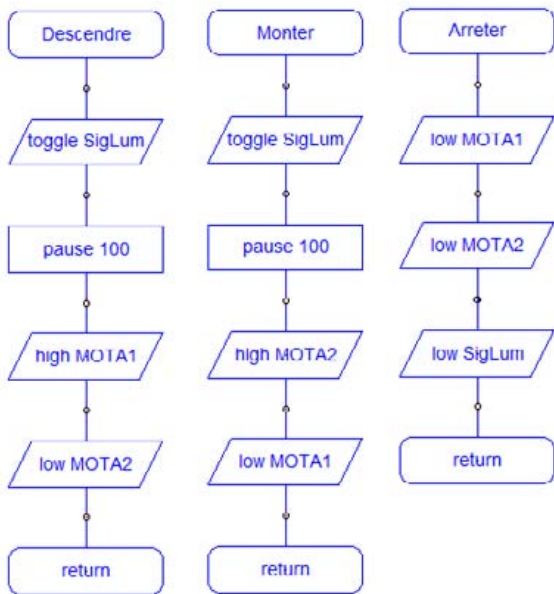 Descendre
toggle SigLum
pause 100
high MOTA1
low MOTA2
return
Monter
toggle SigLum
pause 100
high MOTA2
low MOTA1
return
Arreter
low MOTA1
low MOTA2
low SigLum
return